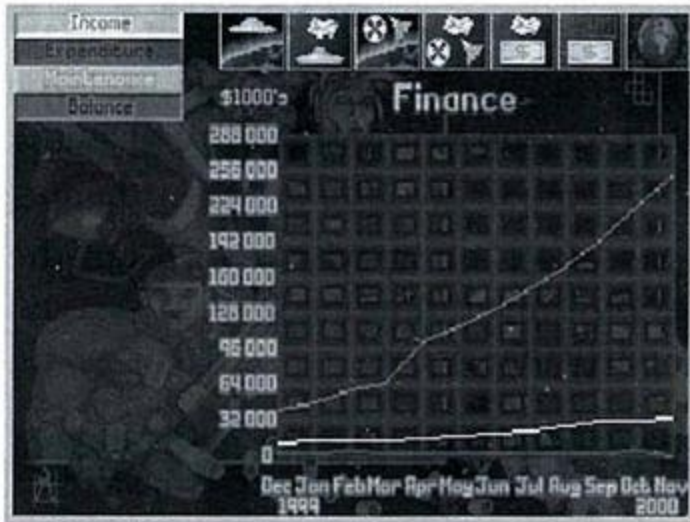 Income
Expenditure
Maintenance
Balance
$1000's
Finance
288 000
256 000
224 000
192 000
160 000
128 000
96 000
64 000
32 000
0
Dec Jan Feb Mar Apr May Jun Jul Aug Sep Oct Nov
1999 2000